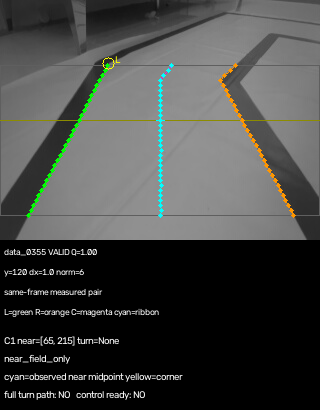 L
data_0355 VALID Q=1.00
y=120 dx=1.0 norm=6
same-frame measured pair
L=green R=orange C=magenta cyan=ribbon
C1 near=[65, 215] turn=None
near_field_only
cyan=observed near midpoint yellow=corner
full turn path: NO control ready: NO